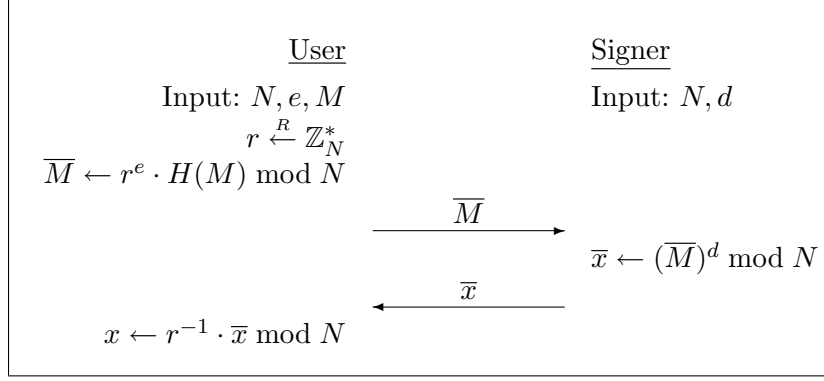 User Signer
Input: N, e, M Input: N, d
r ←R ℤ*_N
M̅ ← r^e · H(M) mod N
M̅
x̅ ← (M̅)^d mod N
x̅
x ← r^−1 · x̅ mod N